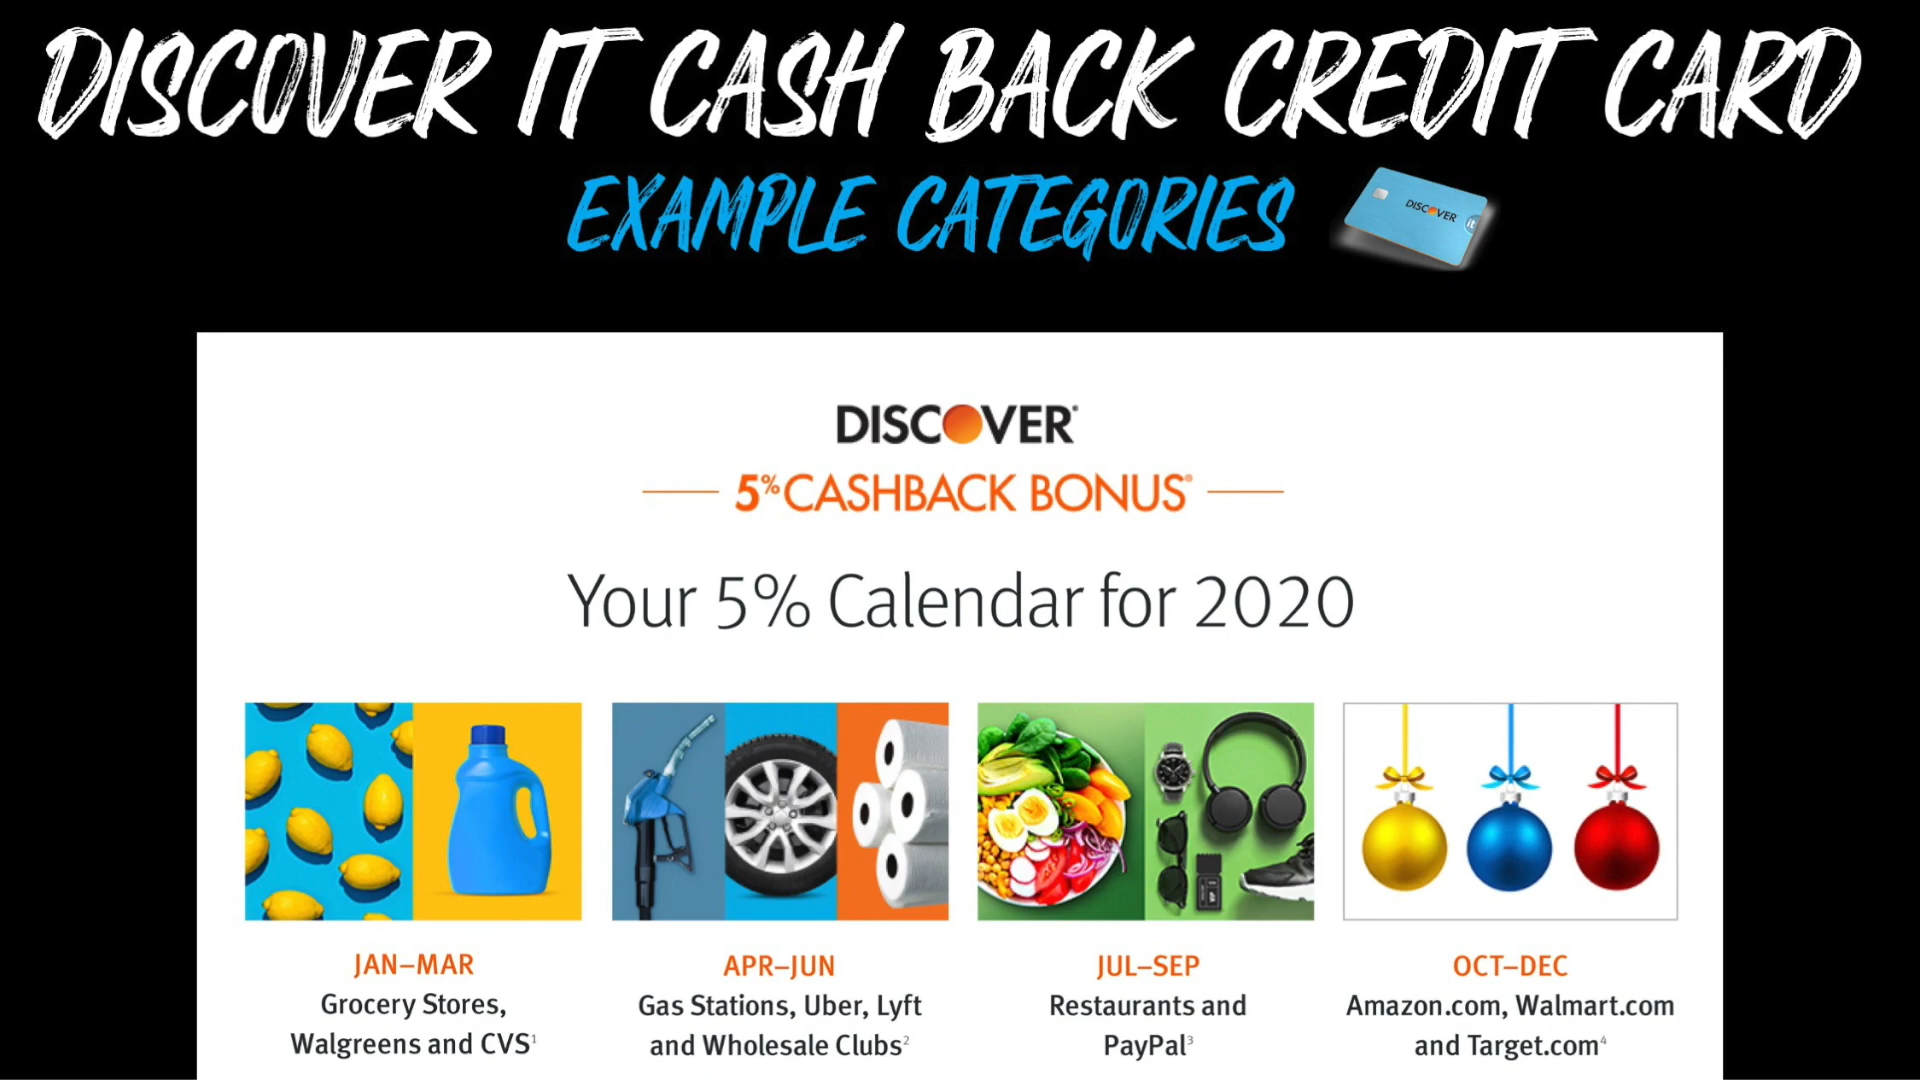 DISCOVER IT CASH BACK CREDIT CARD
EXAMPLE CATEGORIES
DISCOVER
it
DISCOVER®
5% CASHBACK BONUS®
Your 5% Calendar for 2020
JAN–MAR
Grocery Stores,
Walgreens and CVS¹
APR–JUN
Gas Stations, Uber, Lyft
and Wholesale Clubs²
JUL–SEP
Restaurants and
PayPal³
OCT–DEC
Amazon.com, Walmart.com
and Target.com⁴